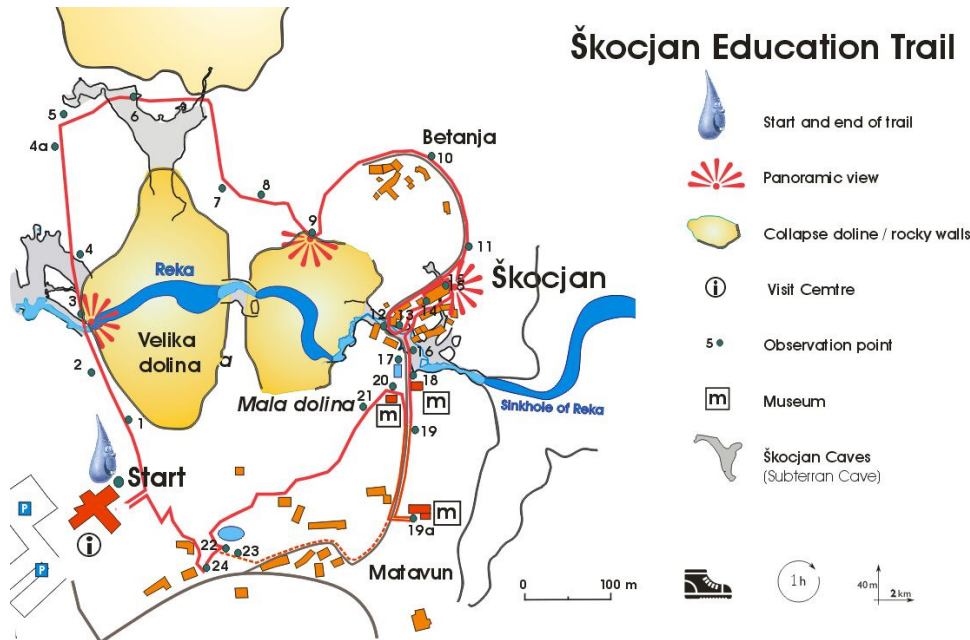 Škocjan Education Trail
Start and end of trail
Panoramic view
Collapse doline / rocky walls
i
Visit Cemtre
5
Observation point
m
Museum
Škocjan Caves
(Subterran Cave)
1 h
40 m
2 km
5
6
4a
Betanja
10
7
8
9
4
11
Reka
Škocjan
3
15
15
14
12
13
Velika
dolina
a
2
17
16
20
18
Mala dolina
21
m
m
Sinkhole of Reka
1
19
Start
P
m
19a
i
22
23
P
24
Matavun
0
100 m